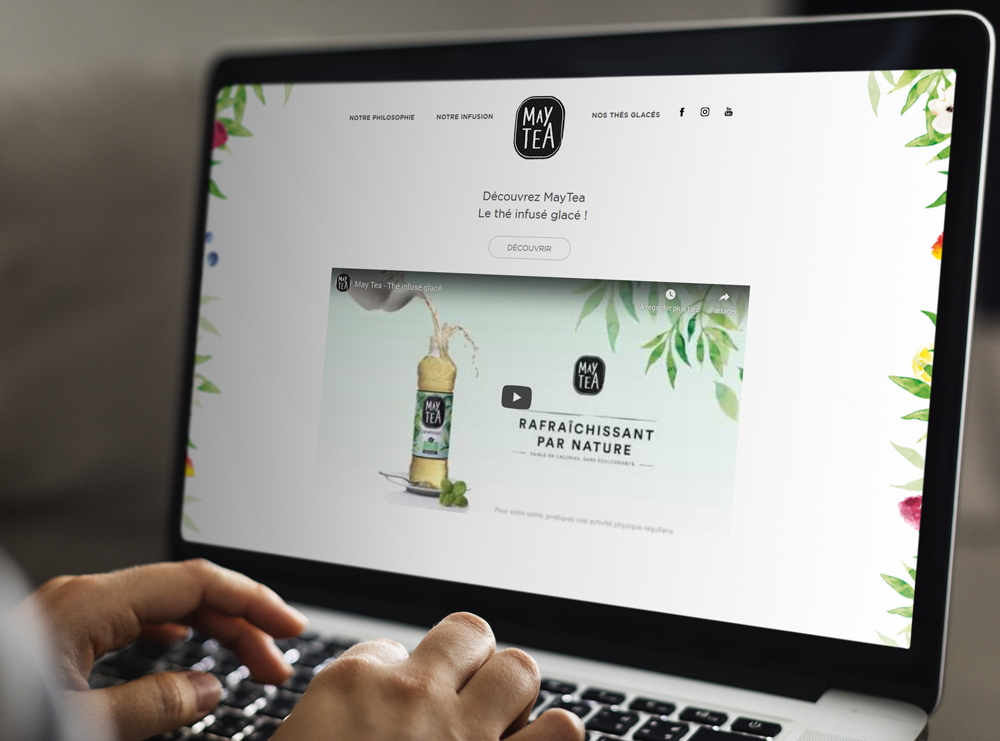 NOTRE PHILOSOPHIE
NOTRE INFUSION
MAY
TEA
NOS THÉS GLACÉS
Découvrez MayTea
Le thé infusé glacé !
DÉCOUVRIR
MAY
TEA
May Tea - Thé infusé glacé
À regarder plus tard
Partager
MAY
TEA
MAY
TEA
RAFRAÎCHISSANT
PAR NATURE
FAIBLE EN CALORIES, SANS ÉDULCORANTS.
Pour votre santé, pratiquez une activité physique régulière.